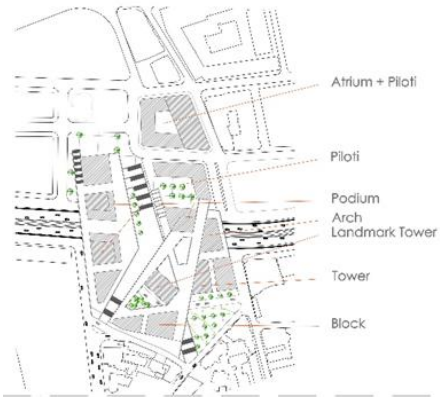 Atrium + Piloti
Piloti
Podium
Arch
Landmark Tower
Tower
Block